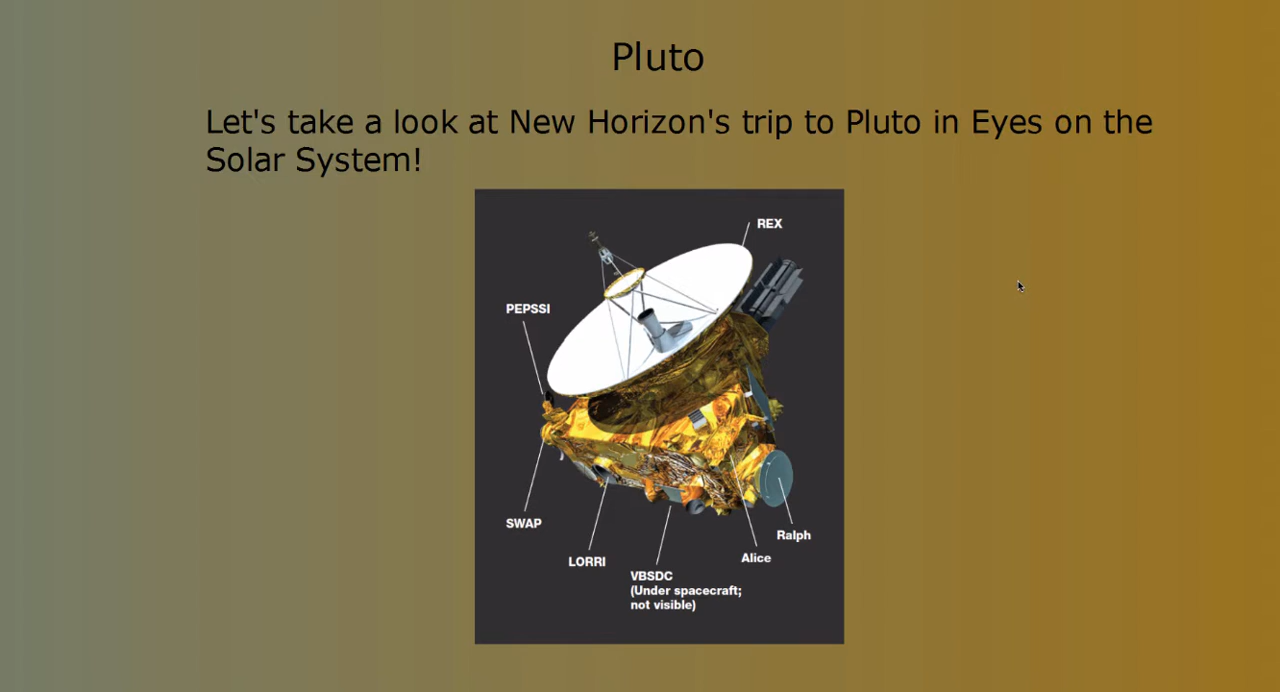 Pluto
Let's take a look at New Horizon's trip to Pluto in Eyes on the
Solar System!
REX
PEPSSI
SWAP
Ralph
Alice
LORRI
VBSDC
(Under spacecraft;
not visible)